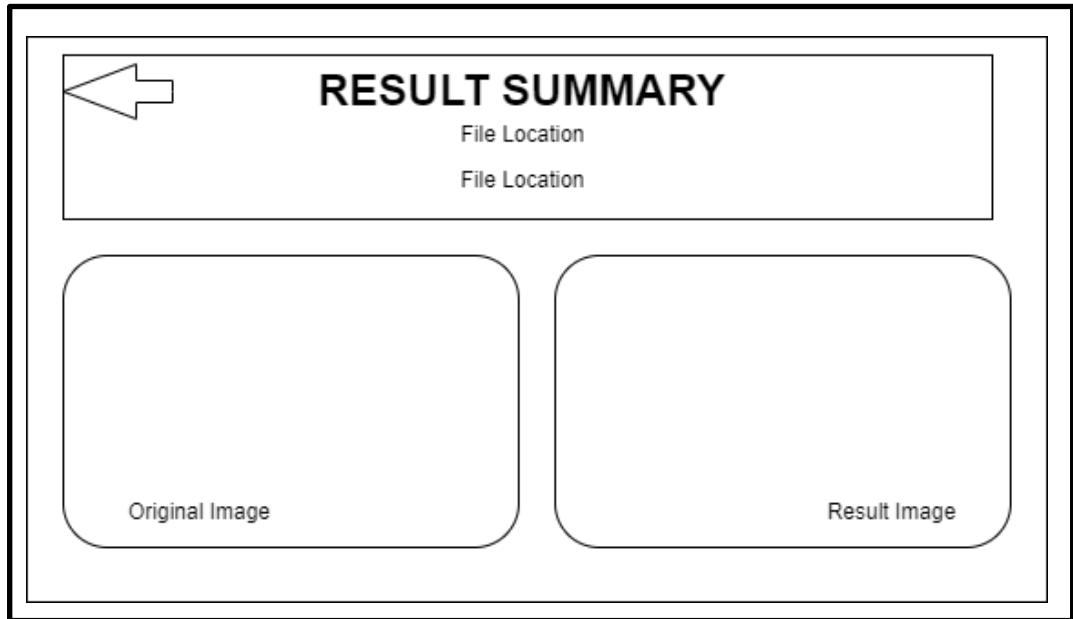 RESULT SUMMARY
File Location
File Location
Original Image
Result Image